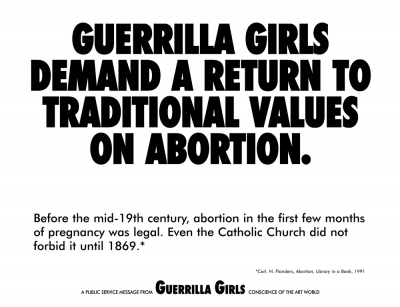 GUERRILLA GIRLS
DEMAND A RETURN TO
TRADITIONAL VALUES
ON ABORTION.
Before the mid-19th century, abortion in the first few months
of pregnancy was legal. Even the Catholic Church did not
forbid it until 1869.*
*Carl. N. Flanders, Abortion, Library in a Book, 1991
A PUBLIC SERVICE MESSAGE FROM GUERRILLA GIRLS CONSCIENCE OF THE ART WORLD